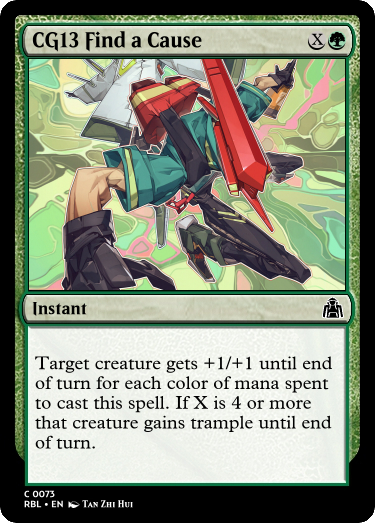 CG13 Find a Cause
X
Instant
Target creature gets +1/+1 until end
of turn for each color of mana spent
to cast this spell. If X is 4 or more
that creature gains trample until end
of turn.
C 0073
RBL • EN Tan Zhi Hui